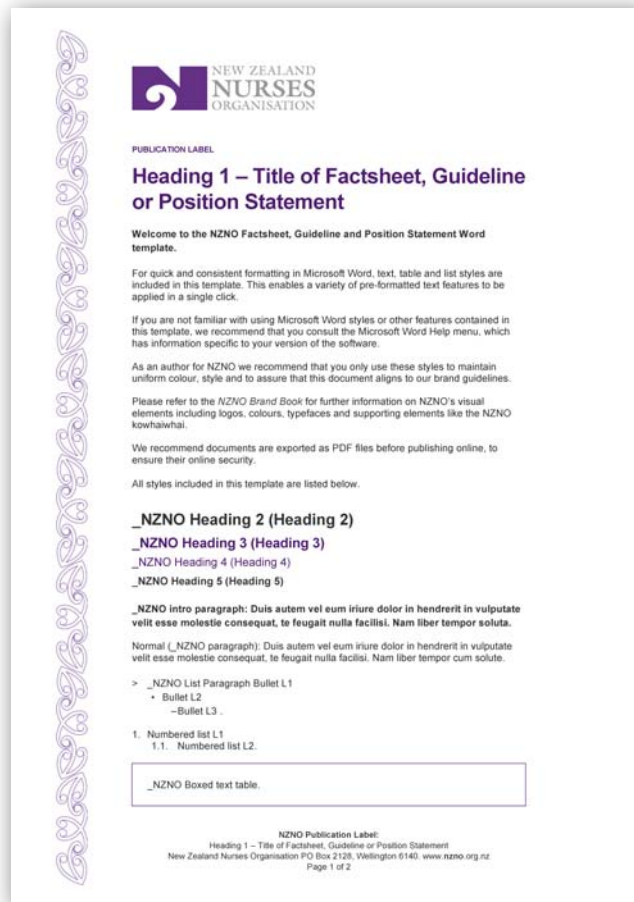 NEW ZEALAND
NURSES
ORGANISATION
PUBLICATION LABEL
Heading 1 – Title of Factsheet, Guideline
or Position Statement
Welcome to the NZNO Factsheet, Guideline and Position Statement Word
template.
For quick and consistent formatting in Microsoft Word, text, table and list styles are
included in this template. This enables a variety of pre-formatted text features to be
applied in a single click.
If you are not familiar with using Microsoft Word styles or other features contained in
this template, we recommend that you consult the Microsoft Word Help menu, which
has information specific to your version of the software.
As an author for NZNO we recommend that you only use these styles to maintain
uniform colour, style and to assure that this document aligns to our brand guidelines.
Please refer to the NZNO Brand Book for further information on NZNO's visual
elements including logos, colours, typefaces and supporting elements like the NZNO
kowhaiwhai.
We recommend documents are exported as PDF files before publishing online, to
ensure their online security.
All styles included in this template are listed below.
_NZNO Heading 2 (Heading 2)
_NZNO Heading 3 (Heading 3)
_NZNO Heading 4 (Heading 4)
_NZNO Heading 5 (Heading 5)
_NZNO intro paragraph: Duis autem vel eum iriure dolor in hendrerit in vulputate
velit esse molestie consequat, te feugait nulla facilisi. Nam liber tempor soluta.
Normal (_NZNO paragraph): Duis autem vel eum iriure dolor in hendrerit in vulputate
velit esse molestie consequat, te feugait nulla facilisi. Nam liber tempor cum solute.
> _NZNO List Paragraph Bullet L1
• Bullet L2
–Bullet L3 .
1. Numbered list L1
1.1. Numbered list L2.
_NZNO Boxed text table.
NZNO Publication Label:
Heading 1 – Title of Factsheet, Guideline or Position Statement
New Zealand Nurses Organisation PO Box 2128, Wellington 6140. www.nzno.org.nz
Page 1 of 2